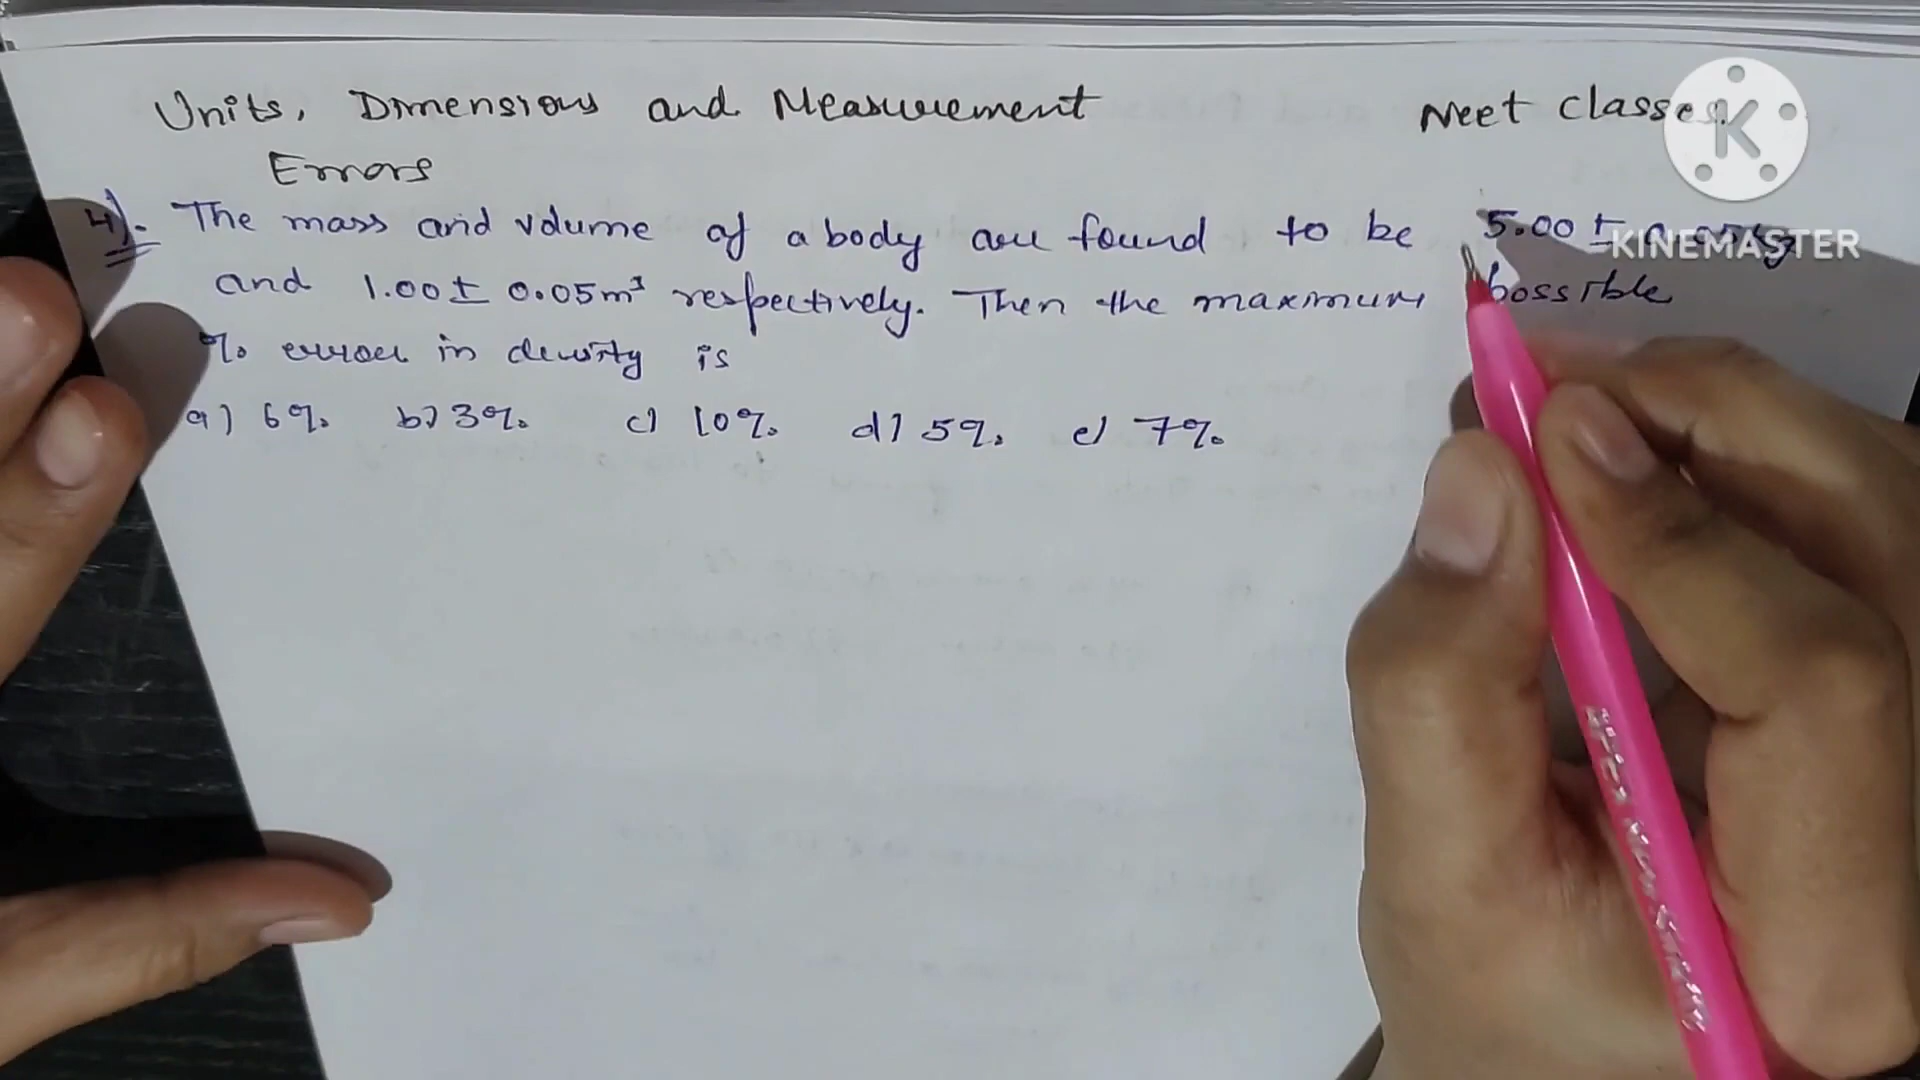 Units, Dimensions and Measurement
Neet Classes
K
Errors
4). The mass and volume of a body are found to be 5.00 ±
KINEMASTER
and 1.00 ± 0.05m³ respectively. Then the maximum possible
% error in density is
a) 6% b) 3% c) 10% d) 5% e) 7%